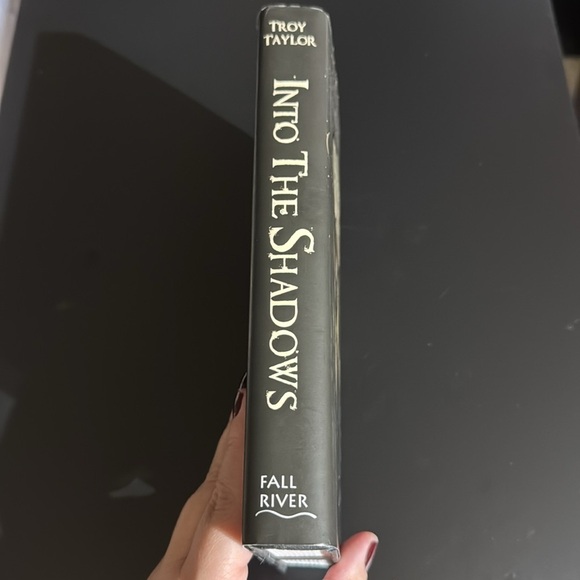 TROY
TAYLOR
INTO THE SHADOWS
FALL
RIVER